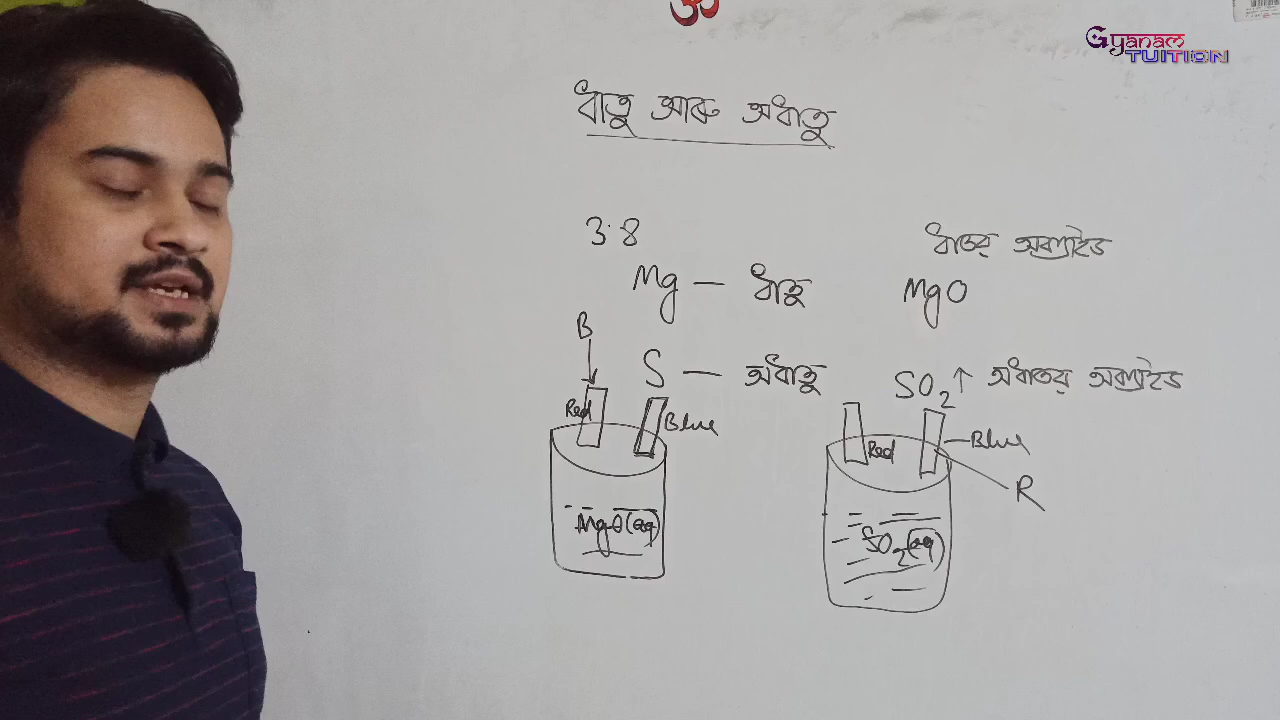 ॐ
Gyanam
TUITION
ধাতু আৰু অধাতু
3.8
ধাতুৰ অক্সাইড
Mg — ধাতু MgO
B
S — অধাতু SO₂↑ অধাতুৰ অক্সাইড
Red Blue
Red — Blue
R
MgO(aq)
SO₂(aq)